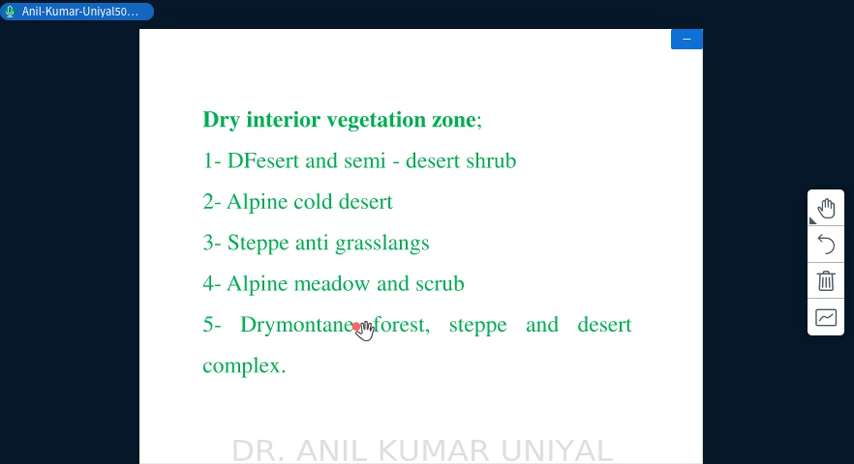 Anil-Kumar-Uniyal50...
Dry interior vegetation zone;
1- DFesert and semi - desert shrub
2- Alpine cold desert
3- Steppe anti grasslangs
4- Alpine meadow and scrub
5- Drymontane forest, steppe and desert
complex.
DR. ANIL KUMAR UNIYAL